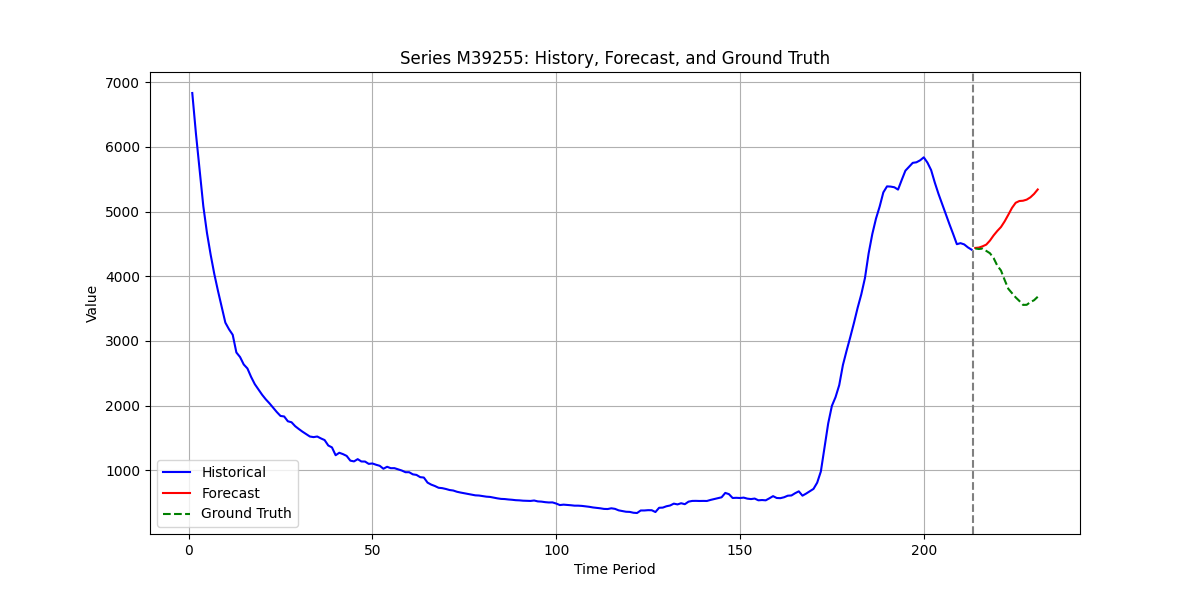 Series M39255: History, Forecast, and Ground Truth
7000
6000
5000
4000
3000
2000
1000
Value
Historical
Forecast
Ground Truth
0
50
100
150
200
Time Period